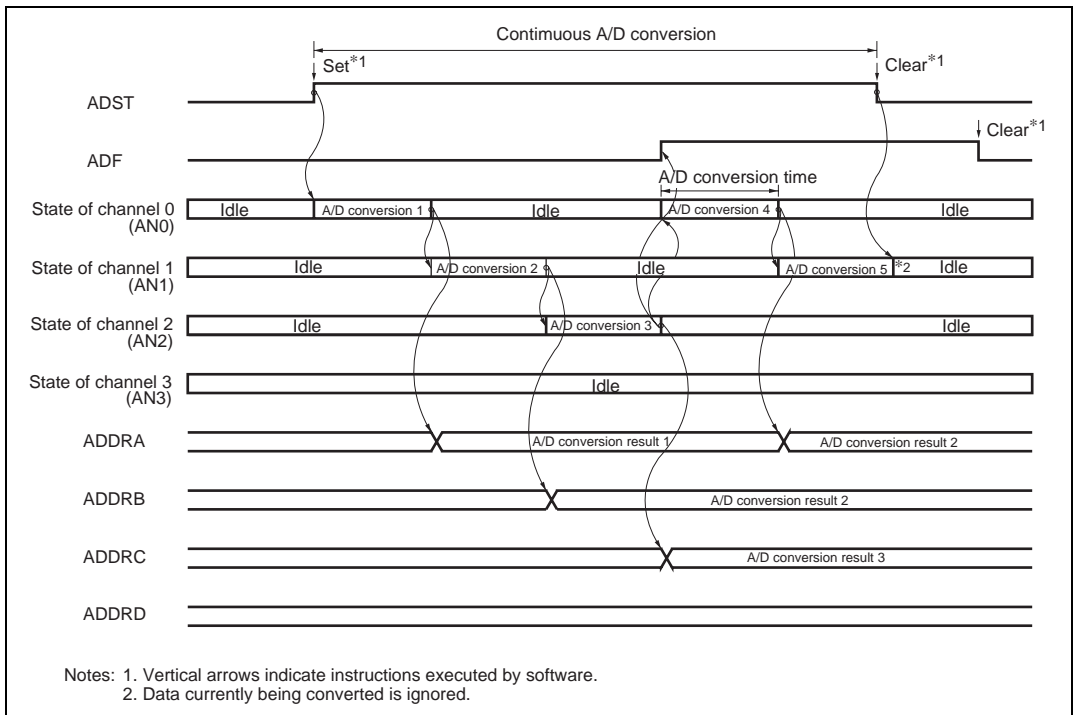 Contimuous A/D conversion
Set*1
Clear*1
ADST
Clear*1
ADF
A/D conversion time
State of channel 0
(AN0)
Idle
A/D conversion 1
Idle
A/D conversion 4
Idle
State of channel 1
(AN1)
Idle
A/D conversion 2
Idle
A/D conversion 5
*2
Idle
State of channel 2
(AN2)
Idle
A/D conversion 3
Idle
State of channel 3
(AN3)
Idle
ADDRA
A/D conversion result 1
A/D conversion result 2
ADDRB
A/D conversion result 2
ADDRC
A/D conversion result 3
ADDRD
Notes: 1. Vertical arrows indicate instructions executed by software.
2. Data currently being converted is ignored.